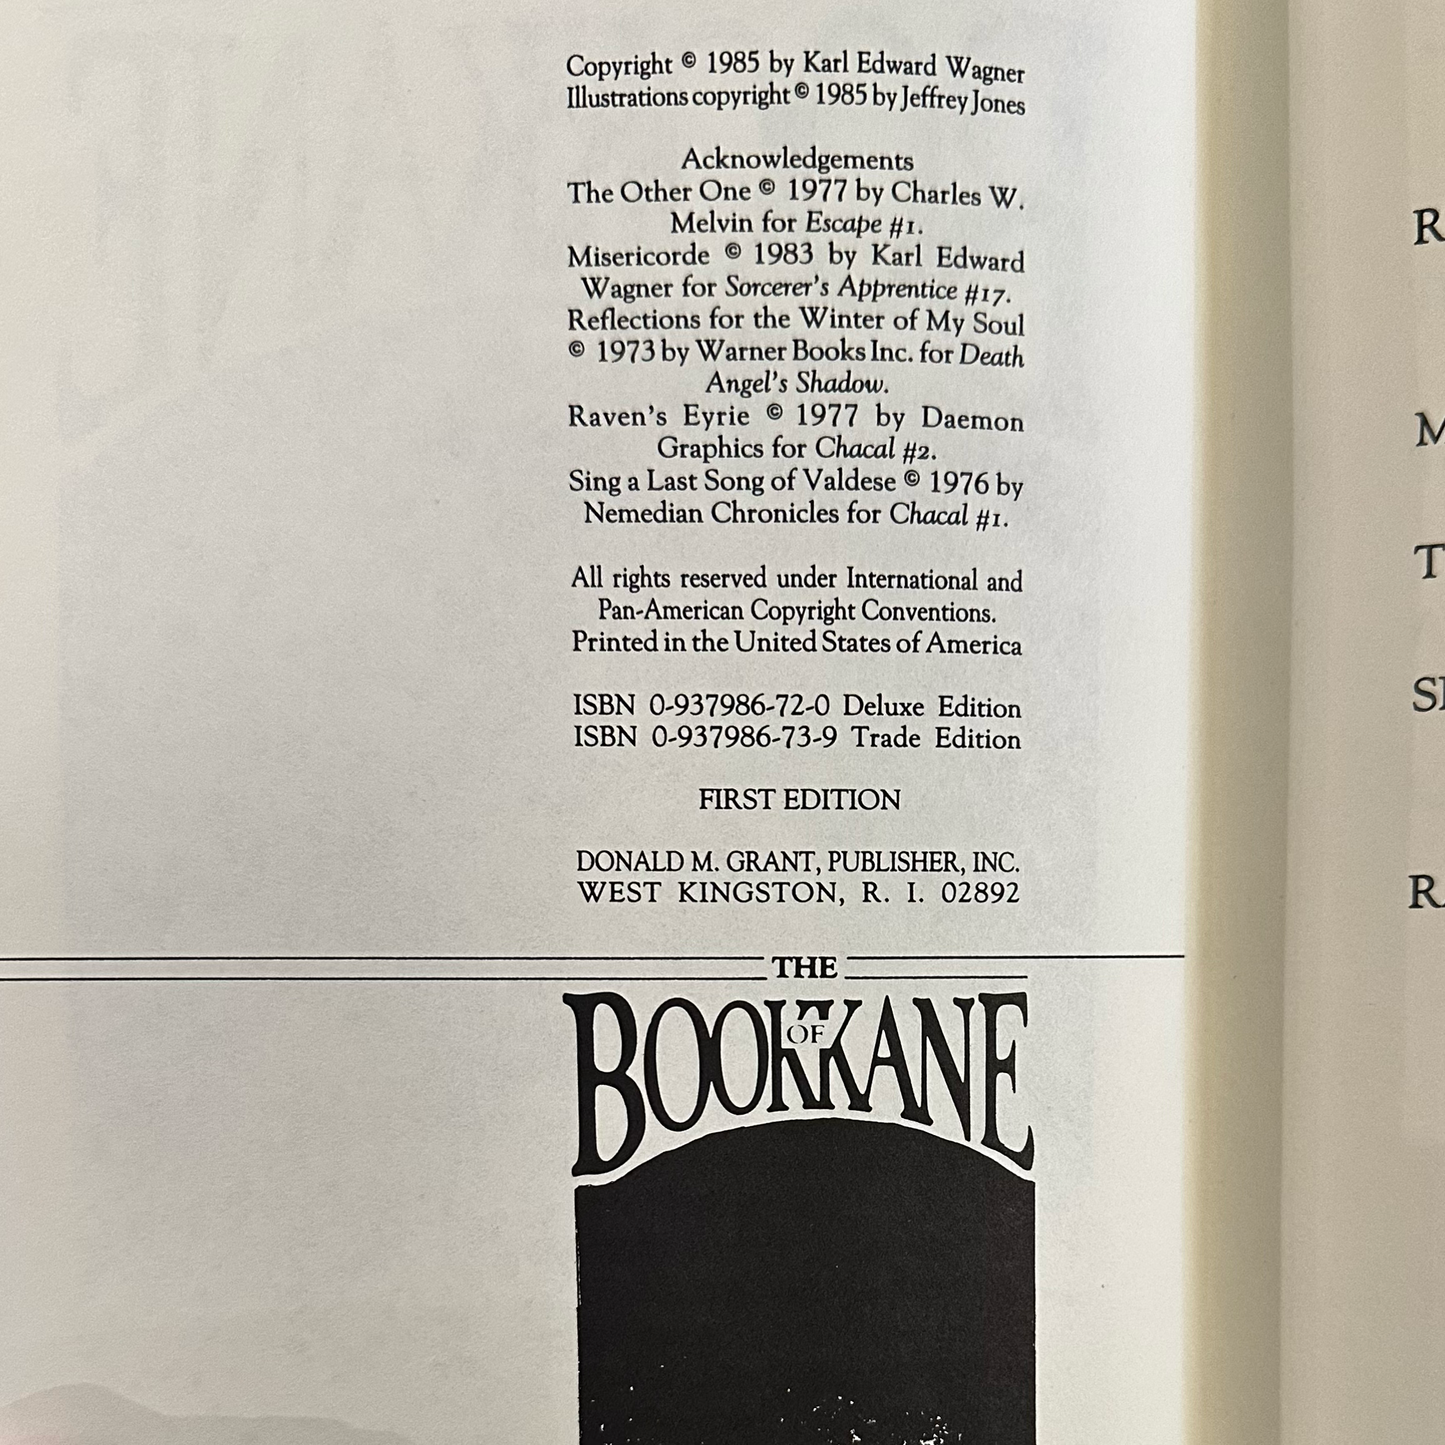 Copyright © 1985 by Karl Edward Wagner
Illustrations copyright © 1985 by Jeffrey Jones
Acknowledgements
The Other One © 1977 by Charles W.
Melvin for Escape #1.
Misericorde © 1983 by Karl Edward
Wagner for Sorcerer's Apprentice #17.
Reflections for the Winter of My Soul
© 1973 by Warner Books Inc. for Death
Angel's Shadow.
Raven's Eyrie © 1977 by Daemon
Graphics for Chacal #2.
Sing a Last Song of Valdese © 1976 by
Nemedian Chronicles for Chacal #1.
All rights reserved under International and
Pan-American Copyright Conventions.
Printed in the United States of America
ISBN 0-937986-72-0 Deluxe Edition
ISBN 0-937986-73-9 Trade Edition
FIRST EDITION
DONALD M. GRANT, PUBLISHER, INC.
WEST KINGSTON, R. I. 02892
THE
BOOK OF KANE